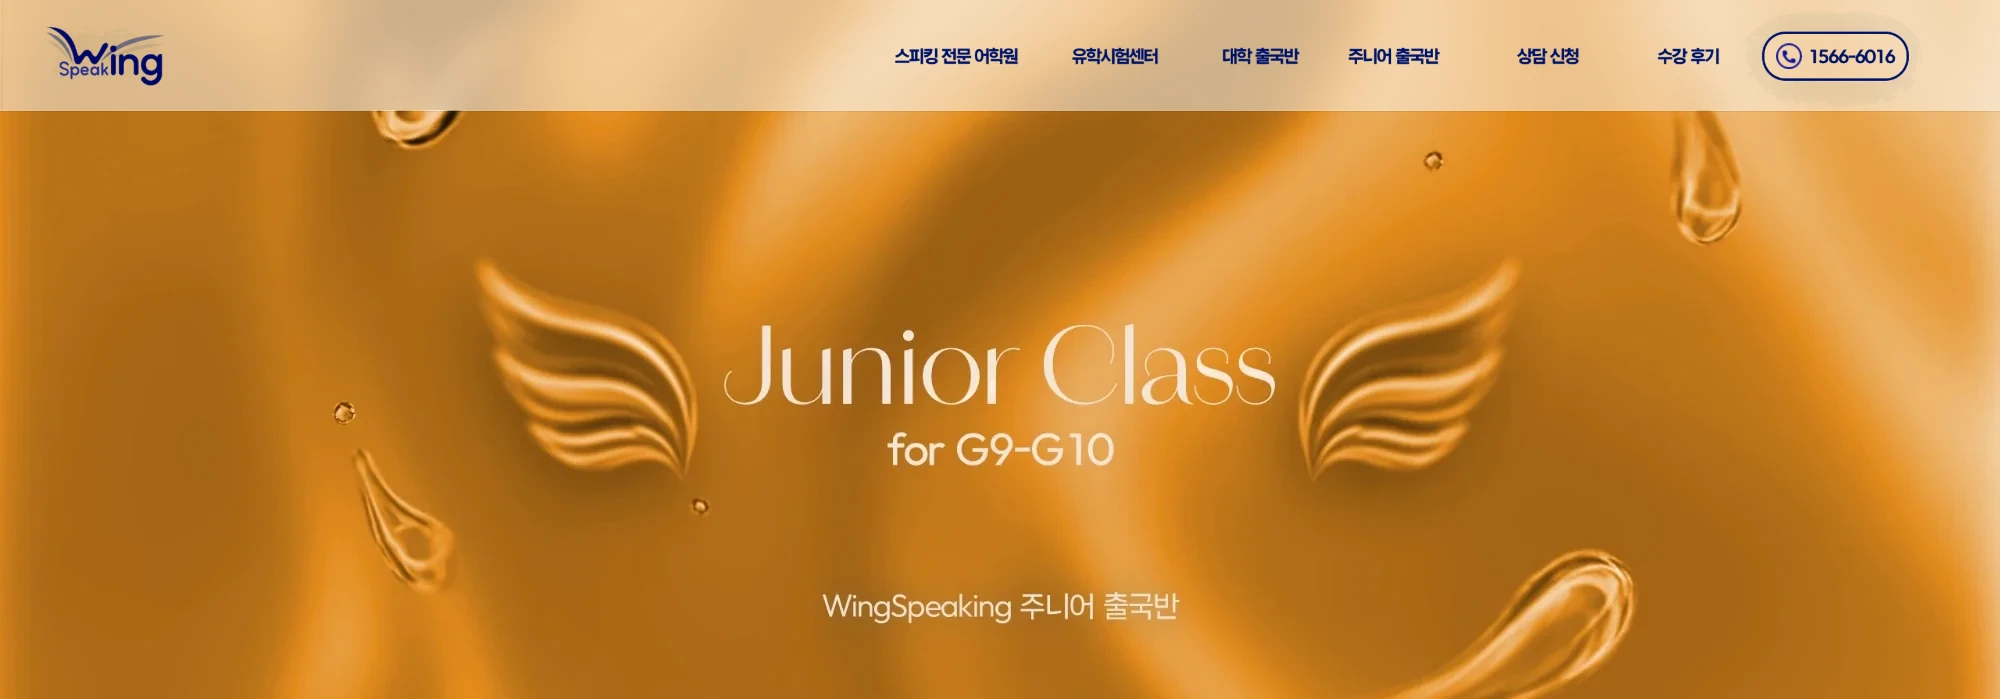 Wing
Speaking
스피킹 전문 어학원
유학시험센터
대학 출국반
주니어 출국반
상담 신청
수강 후기
1566-6016
Junior Class
for G9-G10
WingSpeaking 주니어 출국반